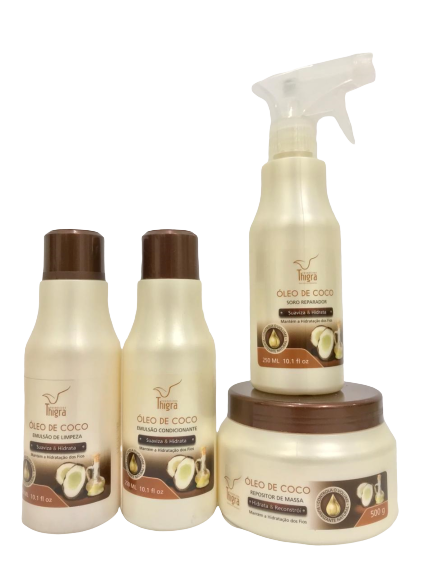 Thigra
ÓLEO DE COCO
EMULSÃO DE LIMPEZA
• Suaviza & Hidrata •
Mantém a Hidratação dos Fios
10.1 fl oz
Thigra
ÓLEO DE COCO
EMULSÃO CONDICIONANTE
• Suaviza & Hidrata •
Mantém a Hidratação dos Fios
ML 10.1 fl oz
Thigra
ÓLEO DE COCO
SORO REPARADOR
• Suaviza & Hidrata •
Mantém a Hidratação dos Fios
250 ML 10.1 fl oz
Thigra
ÓLEO DE COCO
REPOSITOR DE MASSA
• Hidrata & Reconstrói •
Mantém a Hidratação dos Fios
500 g